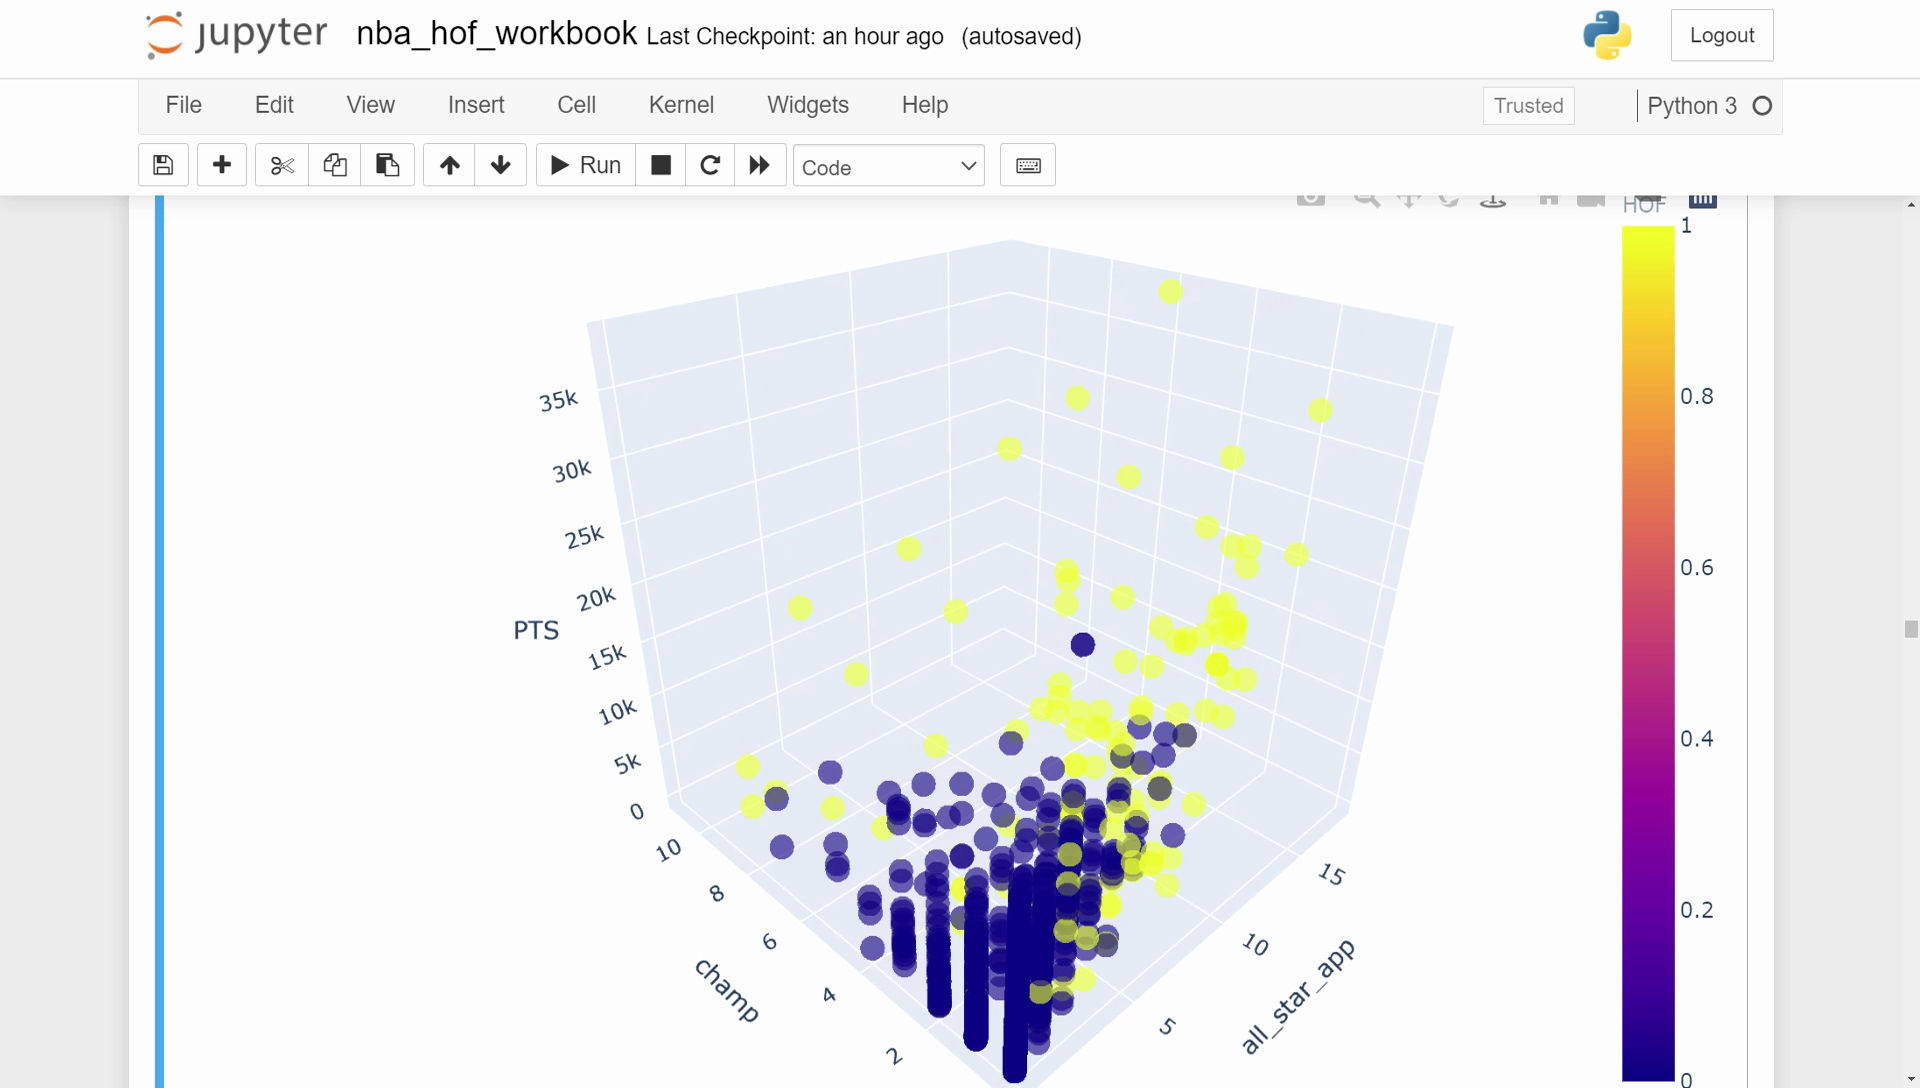 jupyter nba_hof_workbook Last Checkpoint: an hour ago (autosaved) Logout
File Edit View Insert Cell Kernel Widgets Help Trusted Python 3
Run Code
HOF
1
0.8
0.6
0.4
0.2
0
PTS
35k
30k
25k
20k
15k
10k
5k
0
champ
10
8
6
4
2
all_star_app
15
10
5